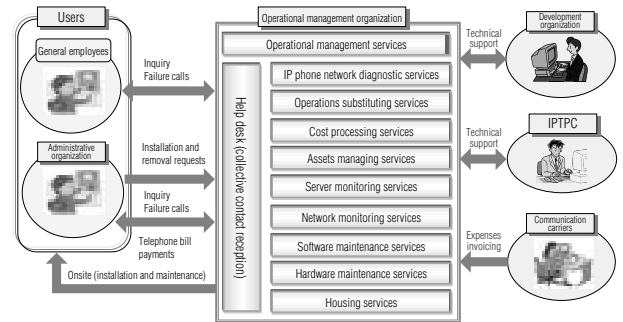 Users
General employees
Administrative
organization
Inquiry
Failure calls
Installation and
removal requests
Inquiry
Failure calls
Telephone bill
payments
Onsite (installation and maintenance)
Operational management organization
Operational management services
Help desk (collective contact reception)
IP phone network diagnostic services
Operations substituting services
Cost processing services
Assets managing services
Server monitoring services
Network monitoring services
Software maintenance services
Hardware maintenance services
Housing services
Technical
support
Technical
support
Expenses
invoicing
Development
organization
IPTPC
Communication
carriers